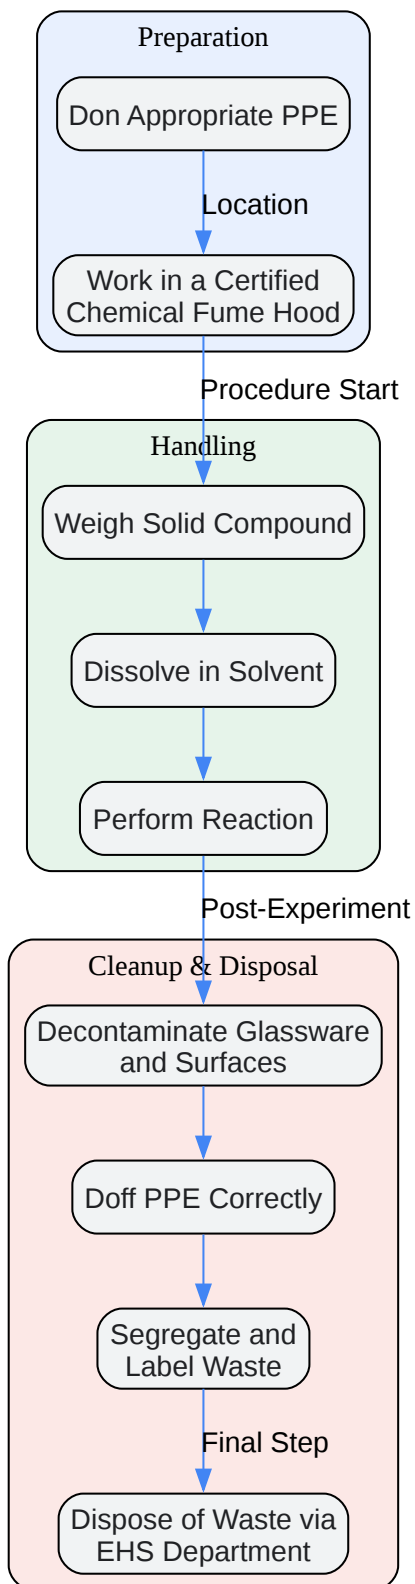 Preparation
Don Appropriate PPE
Location
Work in a Certified
Chemical Fume Hood
Procedure Start
Handling
Weigh Solid Compound
Dissolve in Solvent
Perform Reaction
Post-Experiment
Cleanup & Disposal
Decontaminate Glassware
and Surfaces
Doff PPE Correctly
Segregate and
Label Waste
Final Step
Dispose of Waste via
EHS Department